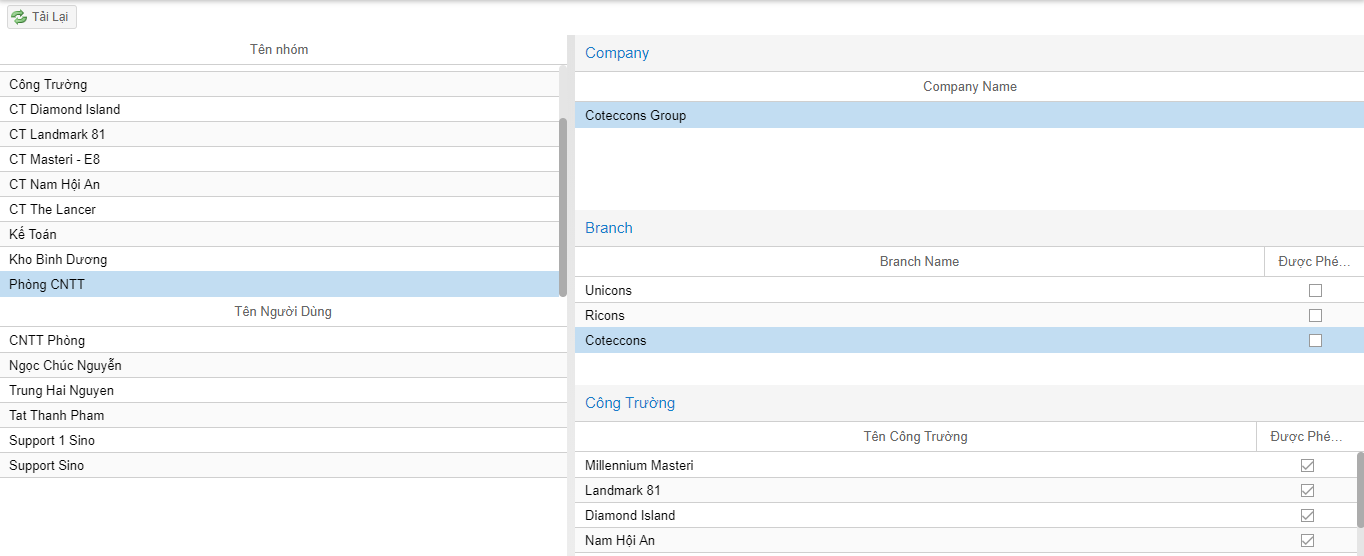 Tải Lại
Tên nhóm
Công Trường
CT Diamond Island
CT Landmark 81
CT Masteri - E8
CT Nam Hội An
CT The Lancer
Kế Toán
Kho Bình Dương
Phòng CNTT
Tên Người Dùng
CNTT Phòng
Ngọc Chúc Nguyễn
Trung Hai Nguyen
Tat Thanh Pham
Support 1 Sino
Support Sino
Company
Company Name
Coteccons Group
Branch
Branch Name
Được Phé...
Unicons
Ricons
Coteccons
Công Trường
Tên Công Trường
Được Phé...
Millennium Masteri
Landmark 81
Diamond Island
Nam Hội An